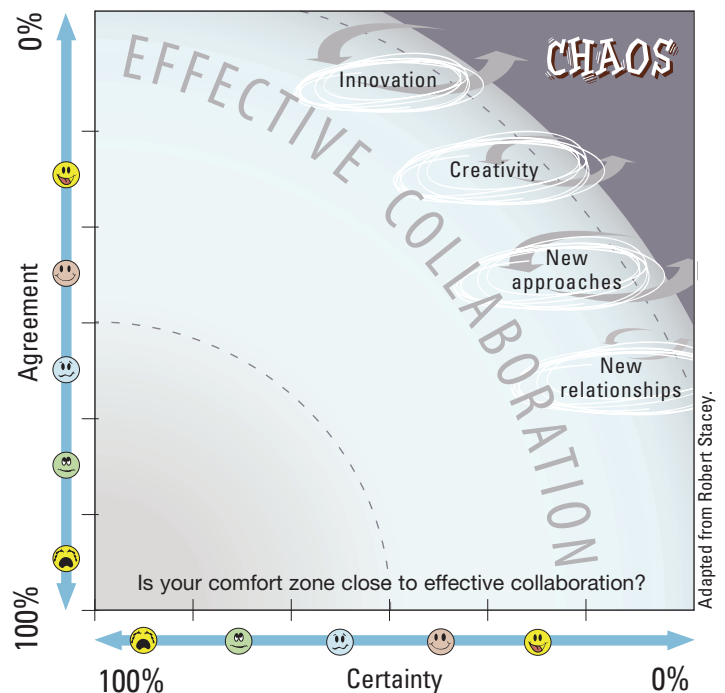 0%
CHAOS
EFFECTIVE COLLABORATION
Innovation
Creativity
New
approaches
New
relationships
Agreement
Adapted from Robert Stacey.
Is your comfort zone close to effective collaboration?
100%
100%
Certainty
0%